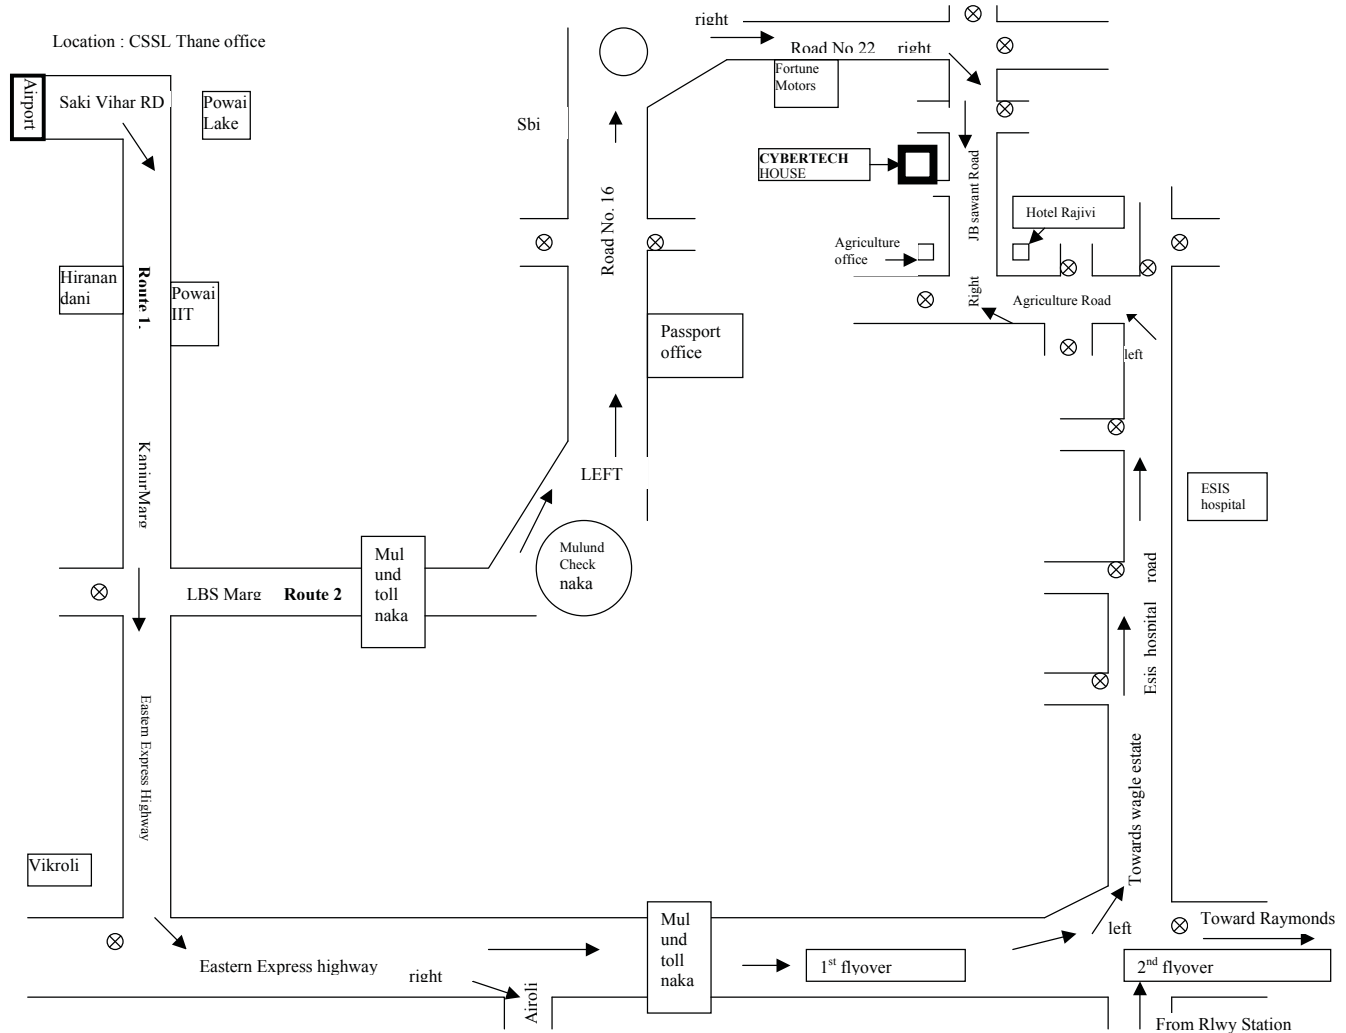 right
Location : CSSL Thane office
Road No 22
right
Airport
Saki Vihar RD
Powai
Lake
Fortune
Motors
Sbi
CYBERTECH
HOUSE
JB sawant Road
Hotel Rajivi
Road No. 16
Agriculture
office
Hiranan
dani
Route 1.
Powai
IIT
Right
Agriculture Road
Passport
office
left
KanjurMarg
LEFT
ESIS
hospital
Mulund
Check
naka
Mul
und
toll
naka
LBS Marg
Route 2
Esis hospital road
Eastern Express Highway
Towards wagle estate
Vikroli
Mul
und
toll
naka
left
Toward Raymonds
Eastern Express highway
right
1st flyover
2nd flyover
Airoli
From Rlwy Station